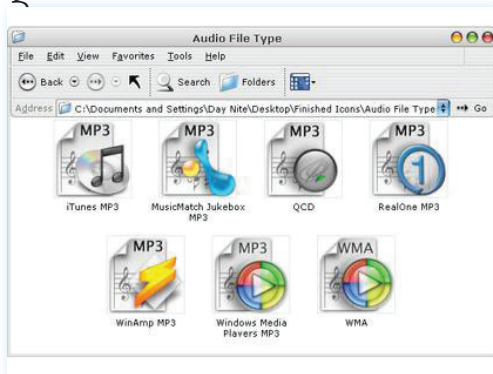 Audio File Type
File Edit View Favorites Tools Help
Back Search Folders
Address C:\Documents and Settings\Day Nite\Desktop\Finished Icons\Audio File Type Go
MP3 MP3 MP3 MP3
1
iTunes MP3 MusicMatch Jukebox QCD RealOne MP3
MP3
MP3 MP3 WMA
WinAmp MP3 Windows Media WMA
Players MP3